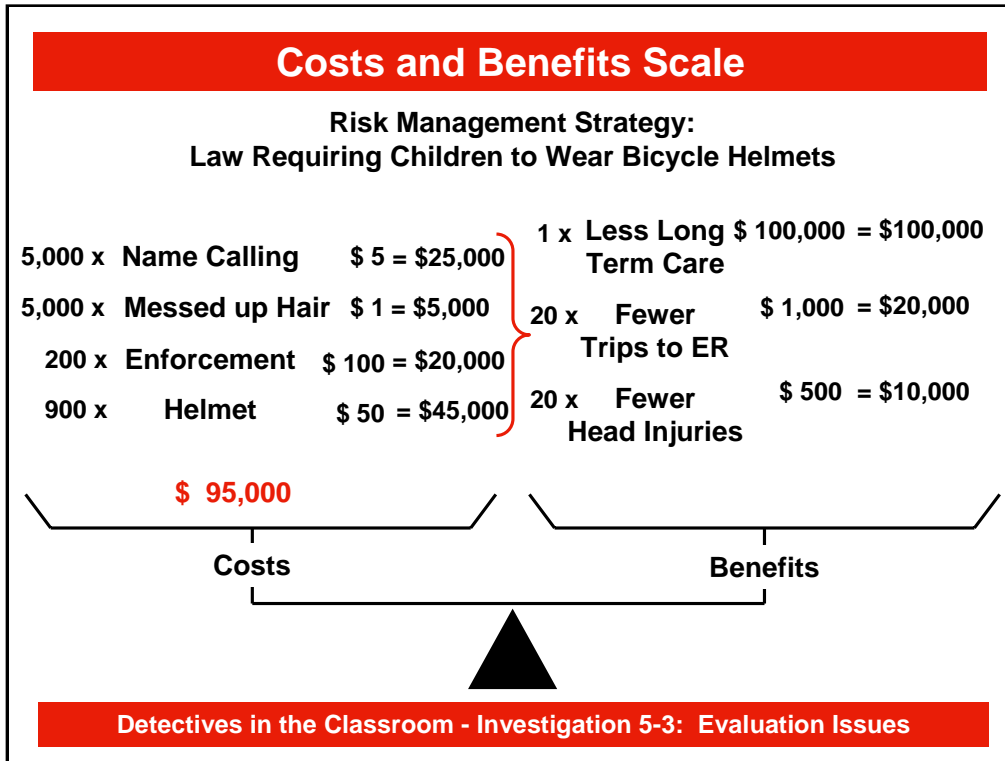 Costs and Benefits Scale
Risk Management Strategy:
Law Requiring Children to Wear Bicycle Helmets
5,000 x Name Calling $ 5 = $25,000
5,000 x Messed up Hair $ 1 = $5,000
200 x Enforcement $ 100 = $20,000
900 x Helmet $ 50 = $45,000
$ 95,000
Costs
1 x Less Long $ 100,000 = $100,000
Term Care
20 x Fewer $ 1,000 = $20,000
Trips to ER
20 x Fewer $ 500 = $10,000
Head Injuries
Benefits
Detectives in the Classroom - Investigation 5-3: Evaluation Issues